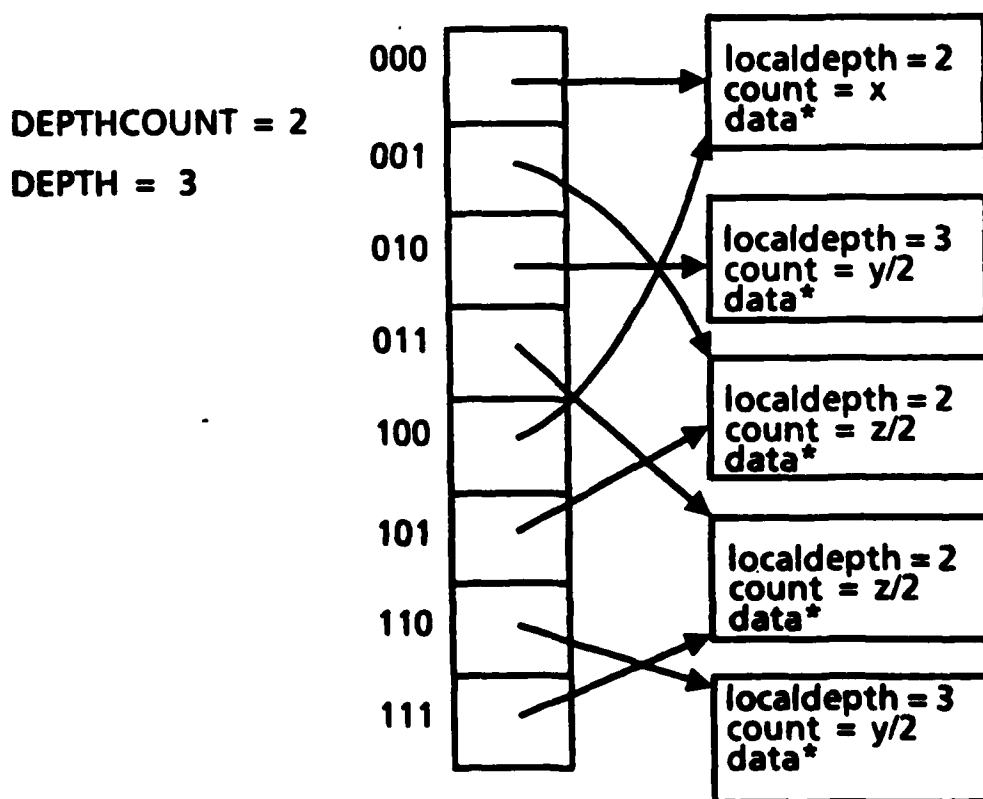 DEPTHCOUNT = 2
DEPTH = 3
000
001
010
011
100
101
110
111
localdepth = 2
count = x
data*
localdepth = 3
count = y/2
data*
localdepth = 2
count = z/2
data*
localdepth = 2
count = z/2
data*
localdepth = 3
count = y/2
data*